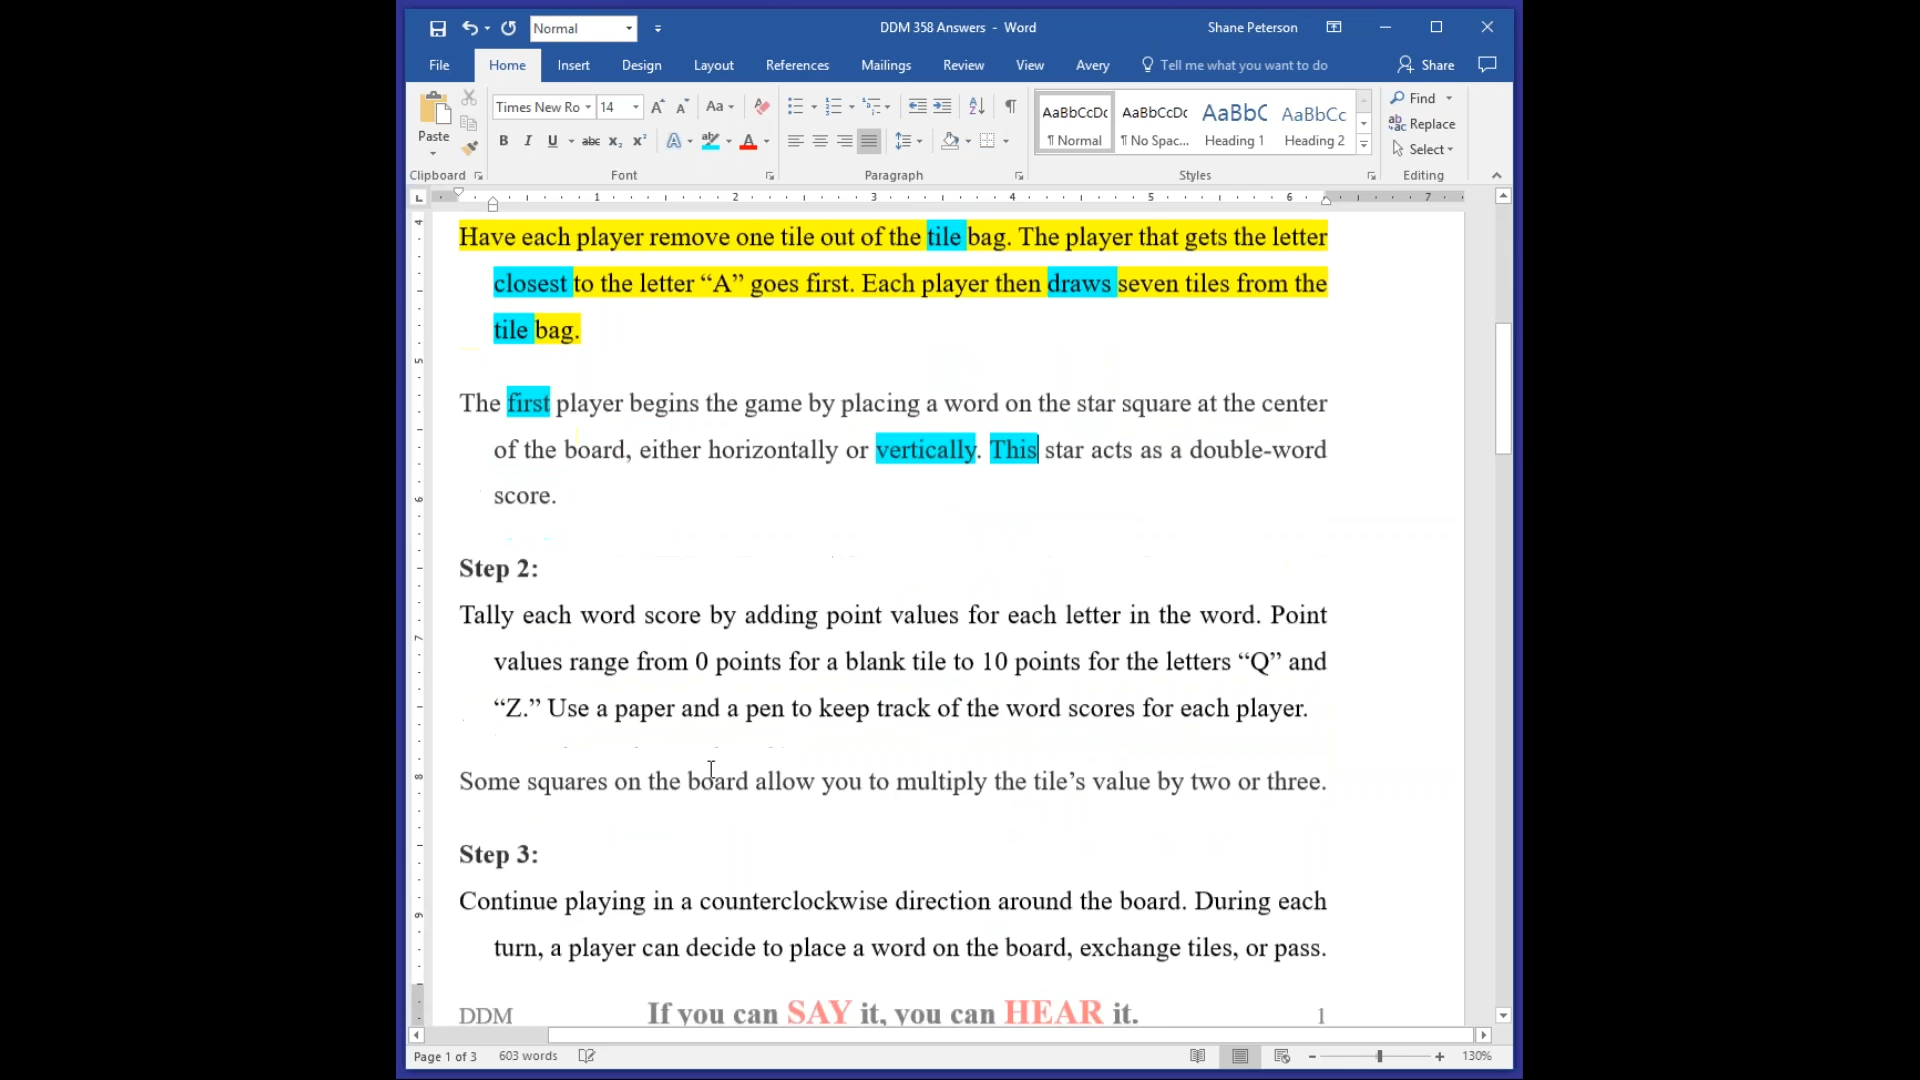 Normal
DDM 358 Answers - Word
Shane Peterson
File Home Insert Design Layout References Mailings Review View Avery Tell me what you want to do Share
Paste
Times New Ro 14 Aa
B I U abc x₂ x² A A
AaBbCcDc AaBbCcDc AaBbC AaBbCc
¶ Normal ¶ No Spac... Heading 1 Heading 2
Find
Replace
Select
Clipboard Font Paragraph Styles Editing
1 2 3 4 5 6 7
Have each player remove one tile out of the tile bag. The player that gets the letter
closest to the letter “A” goes first. Each player then draws seven tiles from the
tile bag.
The first player begins the game by placing a word on the star square at the center
of the board, either horizontally or vertically. This star acts as a double-word
score.
Step 2:
Tally each word score by adding point values for each letter in the word. Point
values range from 0 points for a blank tile to 10 points for the letters “Q” and
“Z.” Use a paper and a pen to keep track of the word scores for each player.
Some squares on the board allow you to multiply the tile’s value by two or three.
Step 3:
Continue playing in a counterclockwise direction around the board. During each
turn, a player can decide to place a word on the board, exchange tiles, or pass.
DDM If you can SAY it, you can HEAR it. 1
Page 1 of 3 603 words 130%